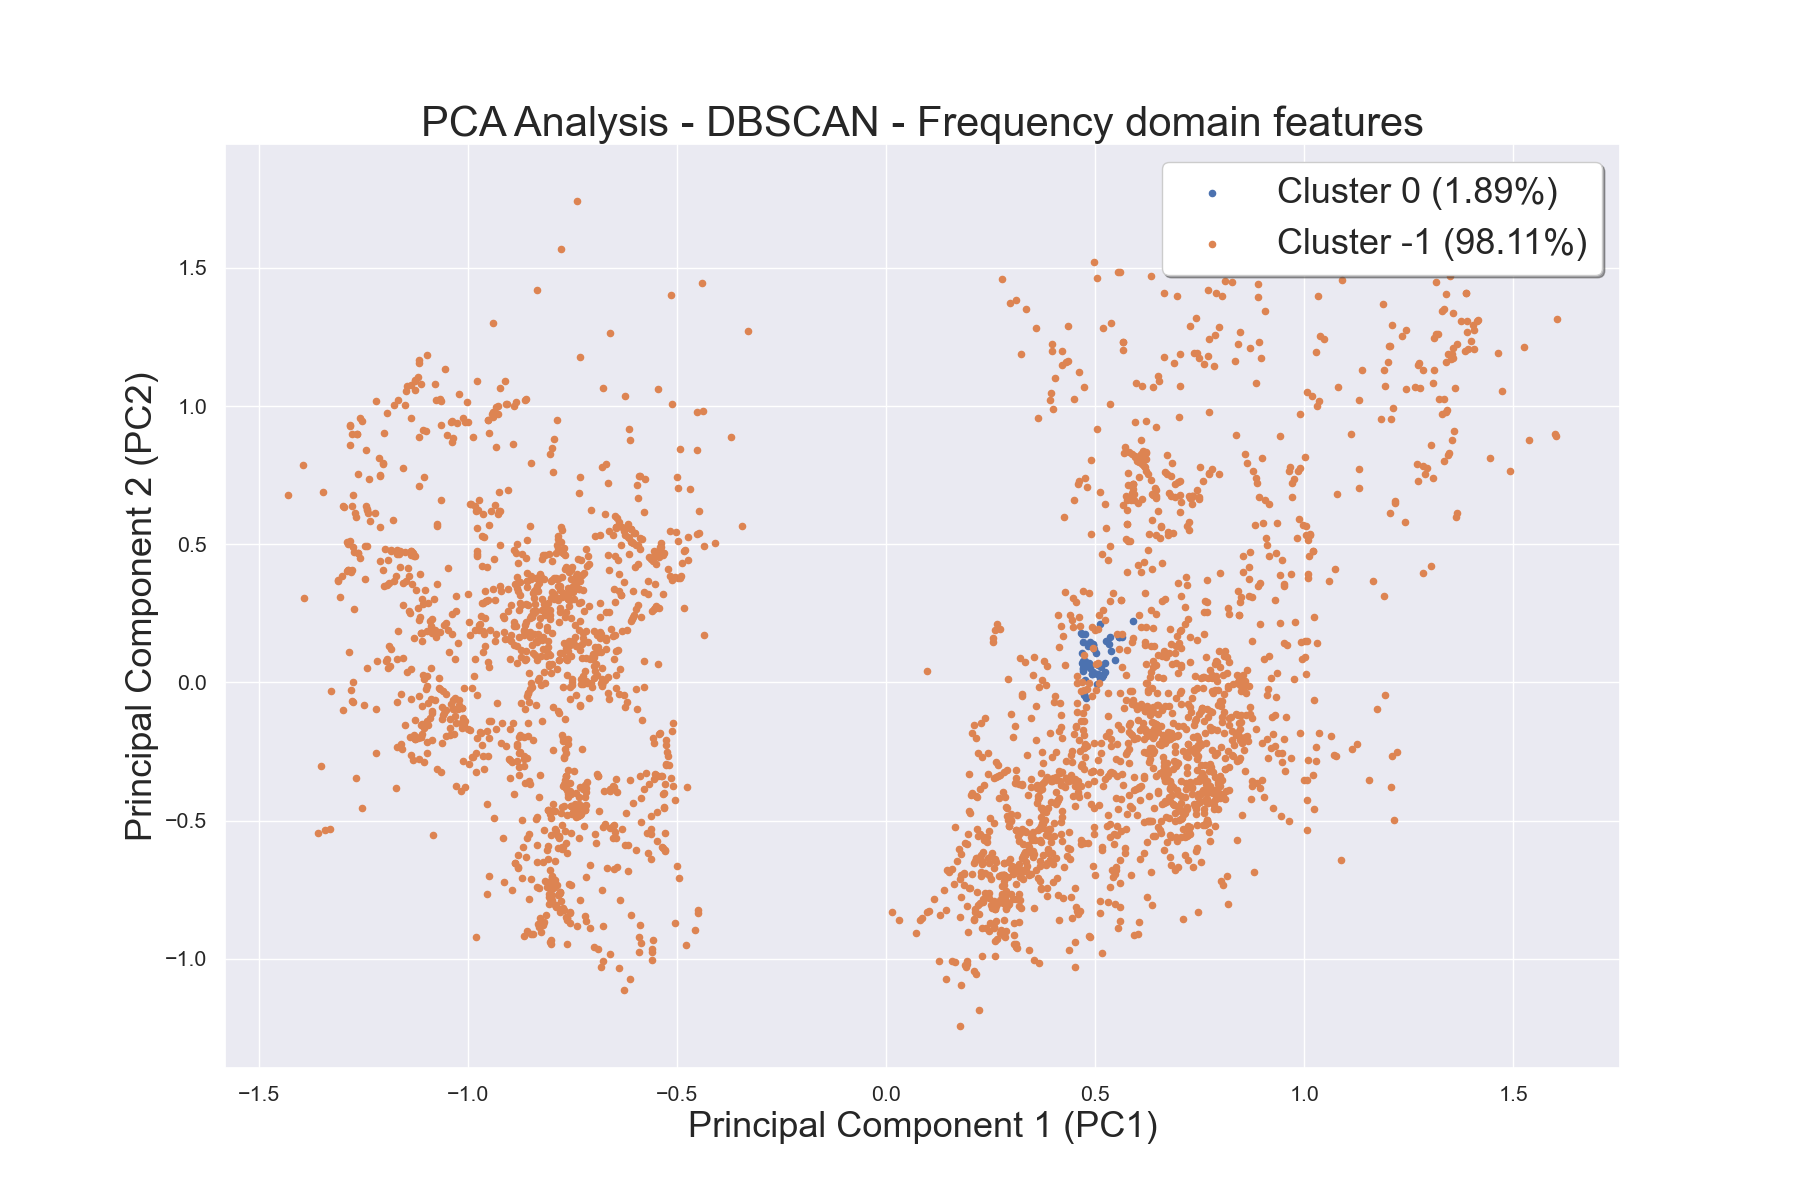 PCA Analysis - DBSCAN - Frequency domain features
Cluster 0 (1.89%)
Cluster -1 (98.11%)
Principal Component 2 (PC2)
1.5
1.0
0.5
0.0
−0.5
−1.0
−1.5 −1.0 −0.5 0.0 0.5 1.0 1.5
Principal Component 1 (PC1)